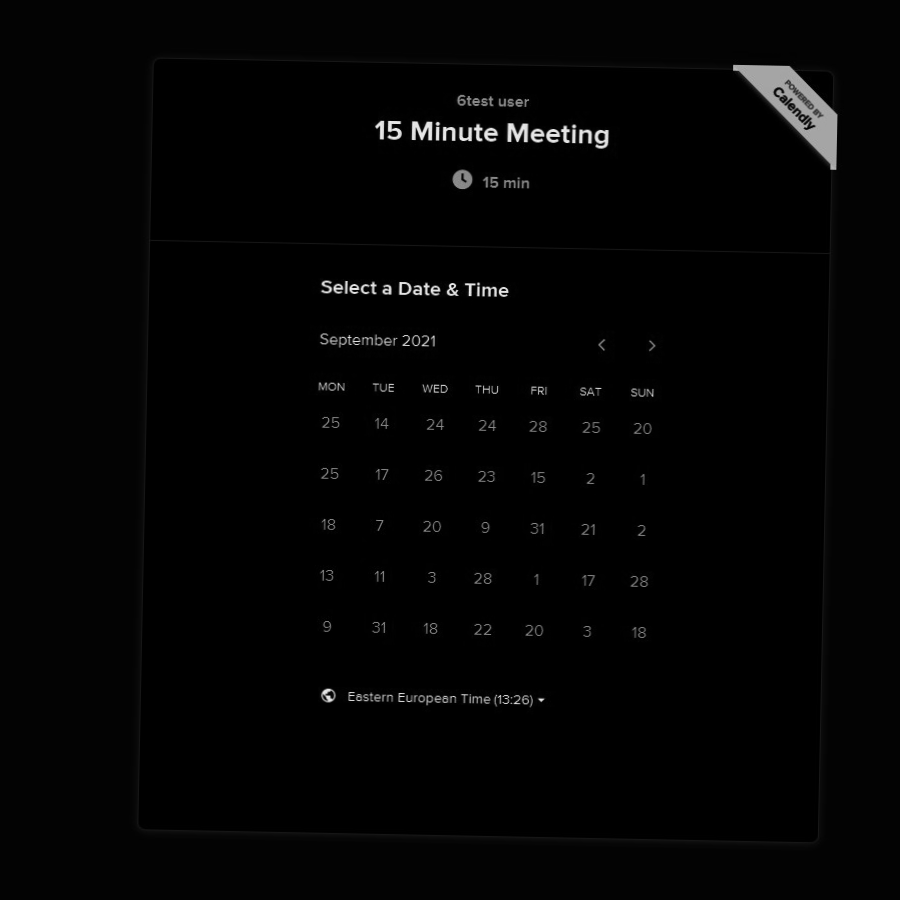 POWERED BY
Calendly
6test user
15 Minute Meeting
15 min
Select a Date & Time
September 2021
MON TUE WED THU FRI SAT SUN
25 14 24 24 28 25 20
25 17 26 23 15 2 1
18 7 20 9 31 21 2
13 11 3 28 1 17 28
9 31 18 22 20 3 18
Eastern European Time (13:26)